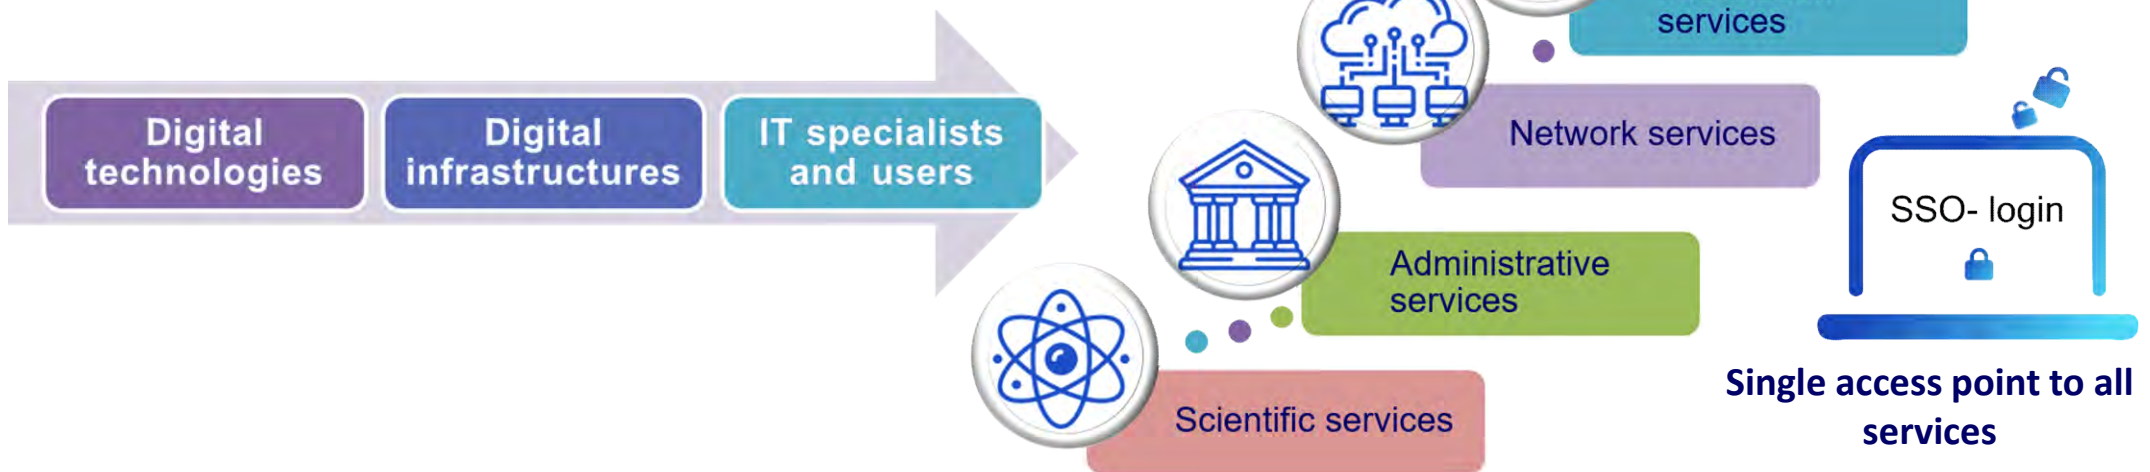 services
Digital
technologies
Digital
infrastructures
IT specialists
and users
Network services
SSO- login
Administrative
services
Scientific services
Single access point to all
services